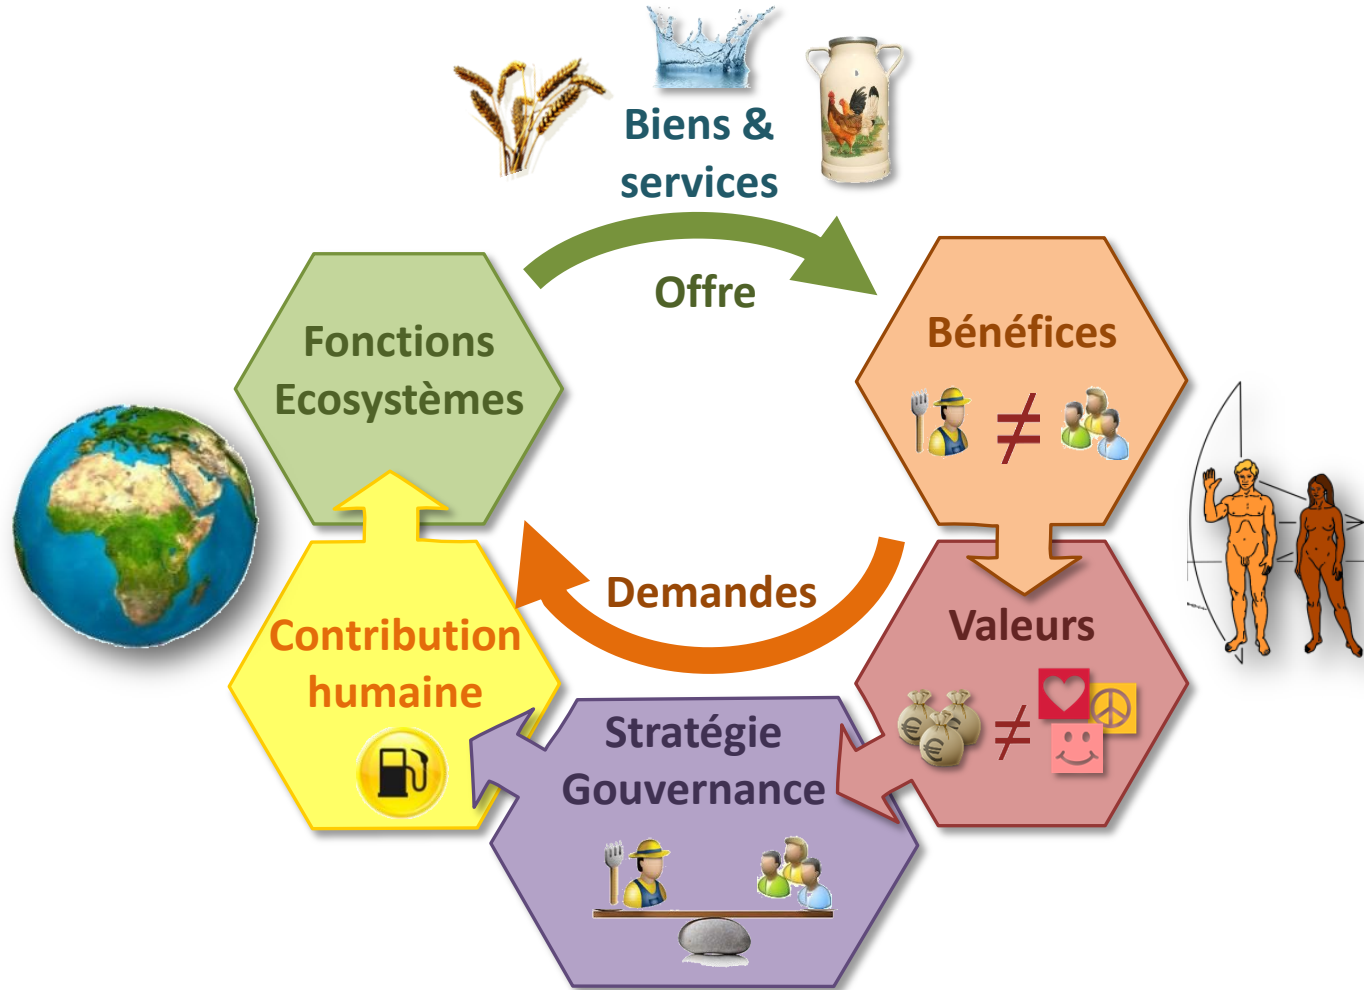 Biens &
services
Offre
Fonctions
Ecosystèmes
Bénéfices
≠
Demandes
Valeurs
€ € €
≠
Contribution
humaine
Stratégie
Gouvernance